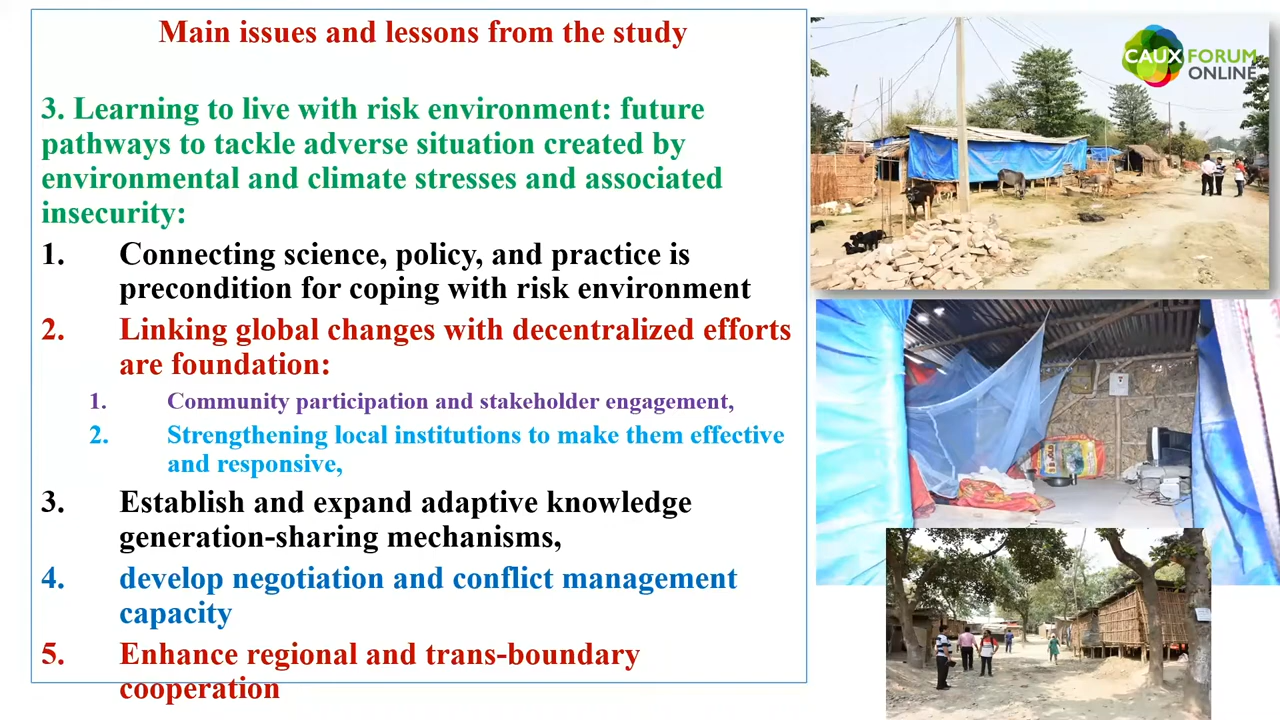 Main issues and lessons from the study
3. Learning to live with risk environment: future
pathways to tackle adverse situation created by
environmental and climate stresses and associated
insecurity:
1. Connecting science, policy, and practice is
precondition for coping with risk environment
2. Linking global changes with decentralized efforts
are foundation:
1. Community participation and stakeholder engagement,
2. Strengthening local institutions to make them effective
and responsive,
3. Establish and expand adaptive knowledge
generation-sharing mechanisms,
4. develop negotiation and conflict management
capacity
5. Enhance regional and trans-boundary
cooperation
CAUX FORUM
ONLINE